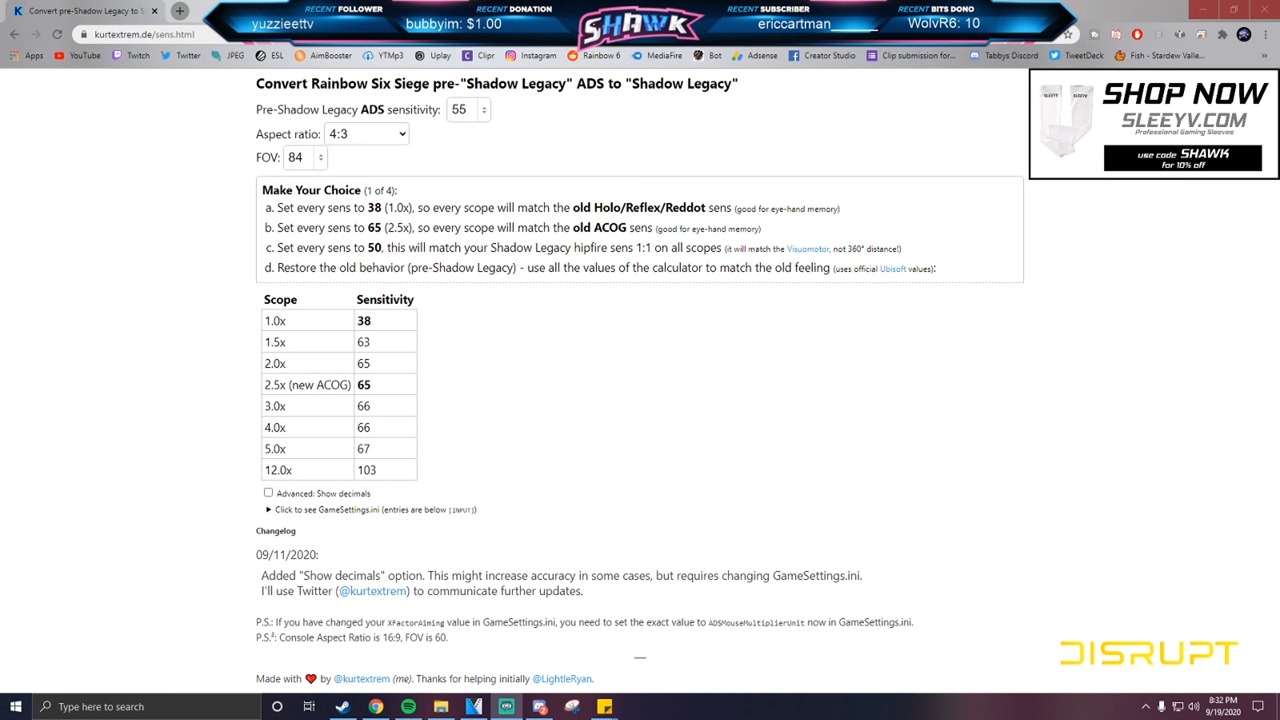 RECENT FOLLOWER
RECENT DONATION
RECENT SUBSCRIBER
RECENT BITS DONO
yuzzieettv
bubbyim: $1.00
SHAWK
ericcartman______
WolvR6: 10
Convert pre-Shadow Legacy to S
kurtextrem.de/sens.html
Apps
YouTube
Twitch
Twitter
JPEG
ESL
AimBooster
YTMp3
Elplay
Clipr
Instagram
Rainbow 6
MediaFire
Bot
Adsense
Creator Studio
Clip submission for...
Tabbys Discord
TweetDeck
Fish - Stardew Valle...
Convert Rainbow Six Siege pre-"Shadow Legacy" ADS to "Shadow Legacy"
Pre-Shadow Legacy ADS sensitivity: 55
Aspect ratio: 4:3
FOV: 84
SHOP NOW
SLEEYV.COM
Professional Gaming Sleeves
use code SHAWK
for 10% off
Make Your Choice (1 of 4):
a. Set every sens to 38 (1.0x), so every scope will match the old Holo/Reflex/Reddot sens (good for eye-hand memory)
b. Set every sens to 65 (2.5x), so every scope will match the old ACOG sens (good for eye-hand memory)
c. Set every sens to 50, this will match your Shadow Legacy hipfire sens 1:1 on all scopes (it will match the Visuomotor, not 360° distance!)
d. Restore the old behavior (pre-Shadow Legacy) - use all the values of the calculator to match the old feeling (uses official Ubisoft values):
Scope Sensitivity
1.0x 38
1.5x 63
2.0x 65
2.5x (new ACOG) 65
3.0x 66
4.0x 66
5.0x 67
12.0x 103
Advanced: Show decimals
Click to see GameSettings.ini (entries are below [INPUT])
Changelog
09/11/2020:
Added "Show decimals" option. This might increase accuracy in some cases, but requires changing GameSettings.ini.
I'll use Twitter (@kurtextrem) to communicate further updates.
P.S.: If you have changed your XFactorAiming value in GameSettings.ini, you need to set the exact value to ADSMouseMultiplierUnit now in GameSettings.ini.
P.S.²: Console Aspect Ratio is 16:9, FOV is 60.
DISRUPT
Made with ❤ by @kurtextrem (me). Thanks for helping initially @LightleRyan.
Type here to search
8:32 PM
9/19/2020